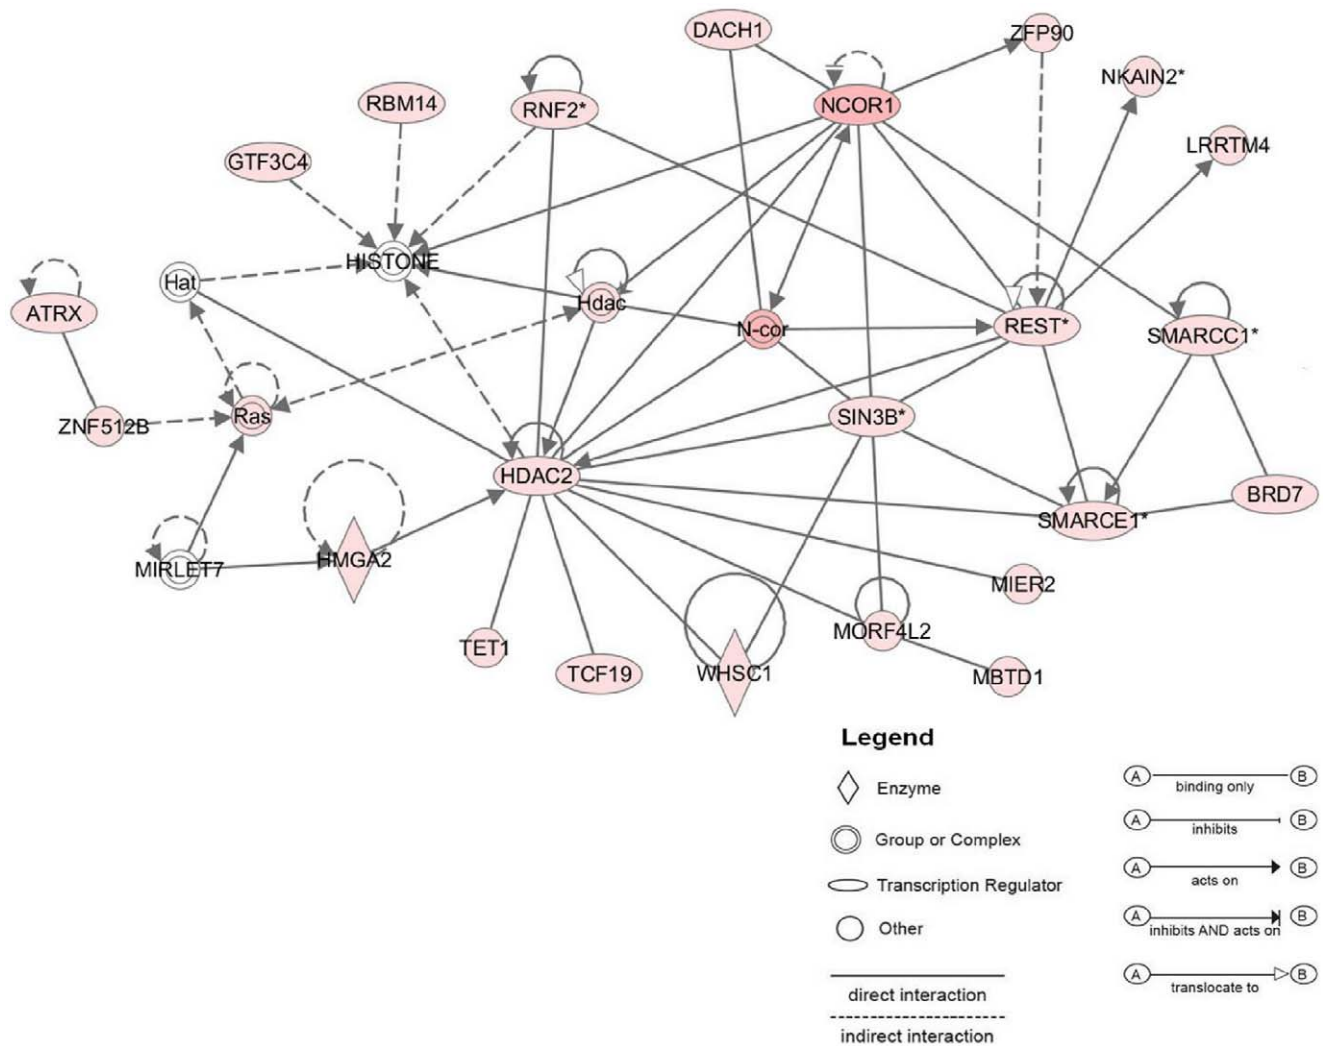 DACH1
ZFP90
NKAIN2*
RBM14
RNF2*
NCOR1
LRRTM4
GTF3C4
HISTONE
Hat
Hdac
ATRX
N-cor
REST*
SMARCC1*
ZNF512B
Ras
SIN3B*
HDAC2
BRD7
SMARCE1*
MIRLET7
HMGA2
MIER2
TET1
TCF19
WHSC1
MORF4L2
MBTD1
Legend
Enzyme
Group or Complex
Transcription Regulator
Other
direct interaction
indirect interaction
A binding only B
A inhibits B
A acts on B
A inhibits AND acts on B
A translocate to B